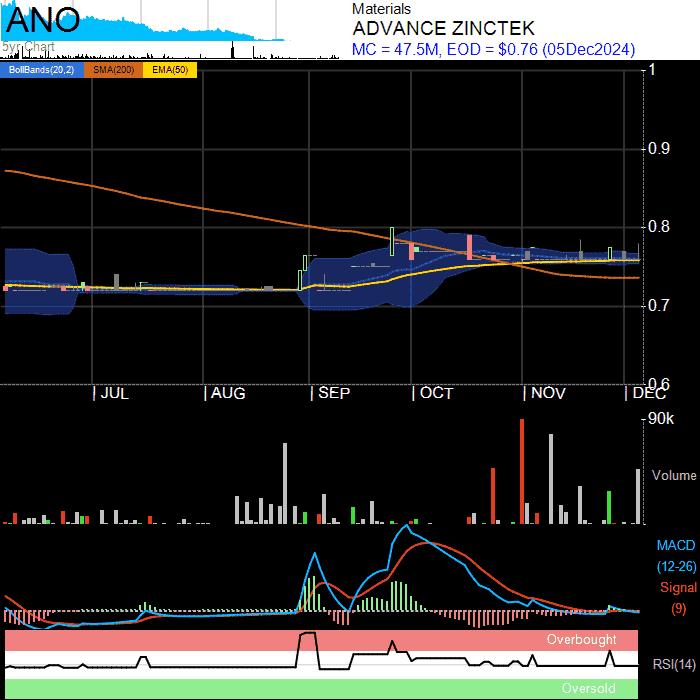 ANO
5yr Chart
Materials
ADVANCE ZINCTEK
MC = 47.5M, EOD = $0.76 (05Dec2024)
BollBands(20,2) SMA(200) EMA(50)
1
0.9
0.8
0.7
0.6
JUL AUG SEP OCT NOV DEC
90k
Volume
MACD
(12-26)
Signal
(9)
Overbought
RSI(14)
Oversold